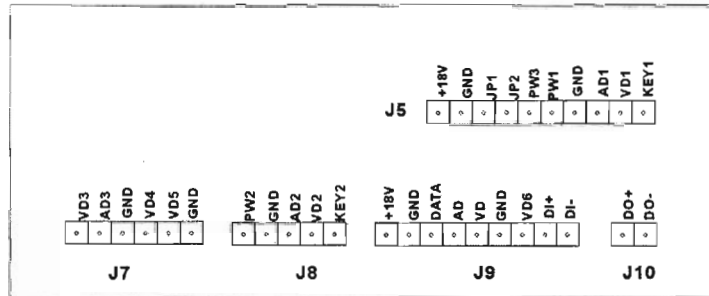 +18V GND JP1 JP2 PW3 PW1 GND AD1 VD1 KEY1
J5
VD3 AD3 GND VD4 VD5 GND
PW2 GND AD2 VD2 KEY2
+18V GND DATA AD VD GND VD6 DI+ DI-
DO+ DO-
J7 J8 J9 J10